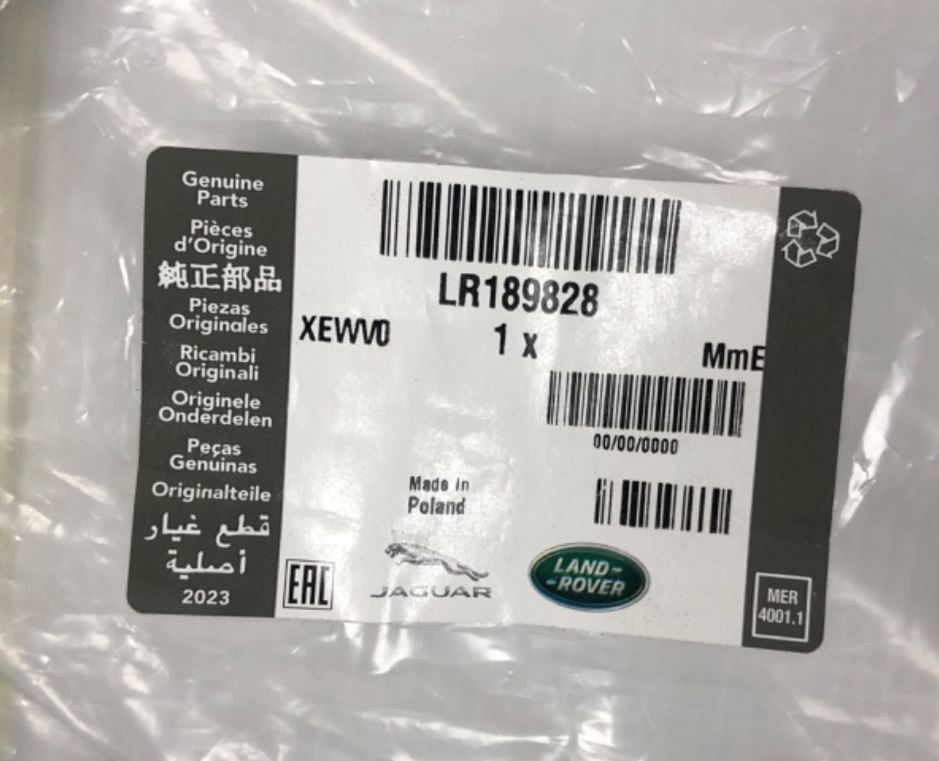 Genuine
Parts
Pièces
d'Origine
純正部品
Piezas
Originales
Ricambi
Originali
Originele
Onderdelen
Peças
Genuinas
Originalteile
قطع غيار
أصلية
2023
LR189828
XEWV0
1 x
MmE
00/00/0000
Made in
Poland
EAC
JAGUAR
LAND-
-ROVER
MER
4001.1